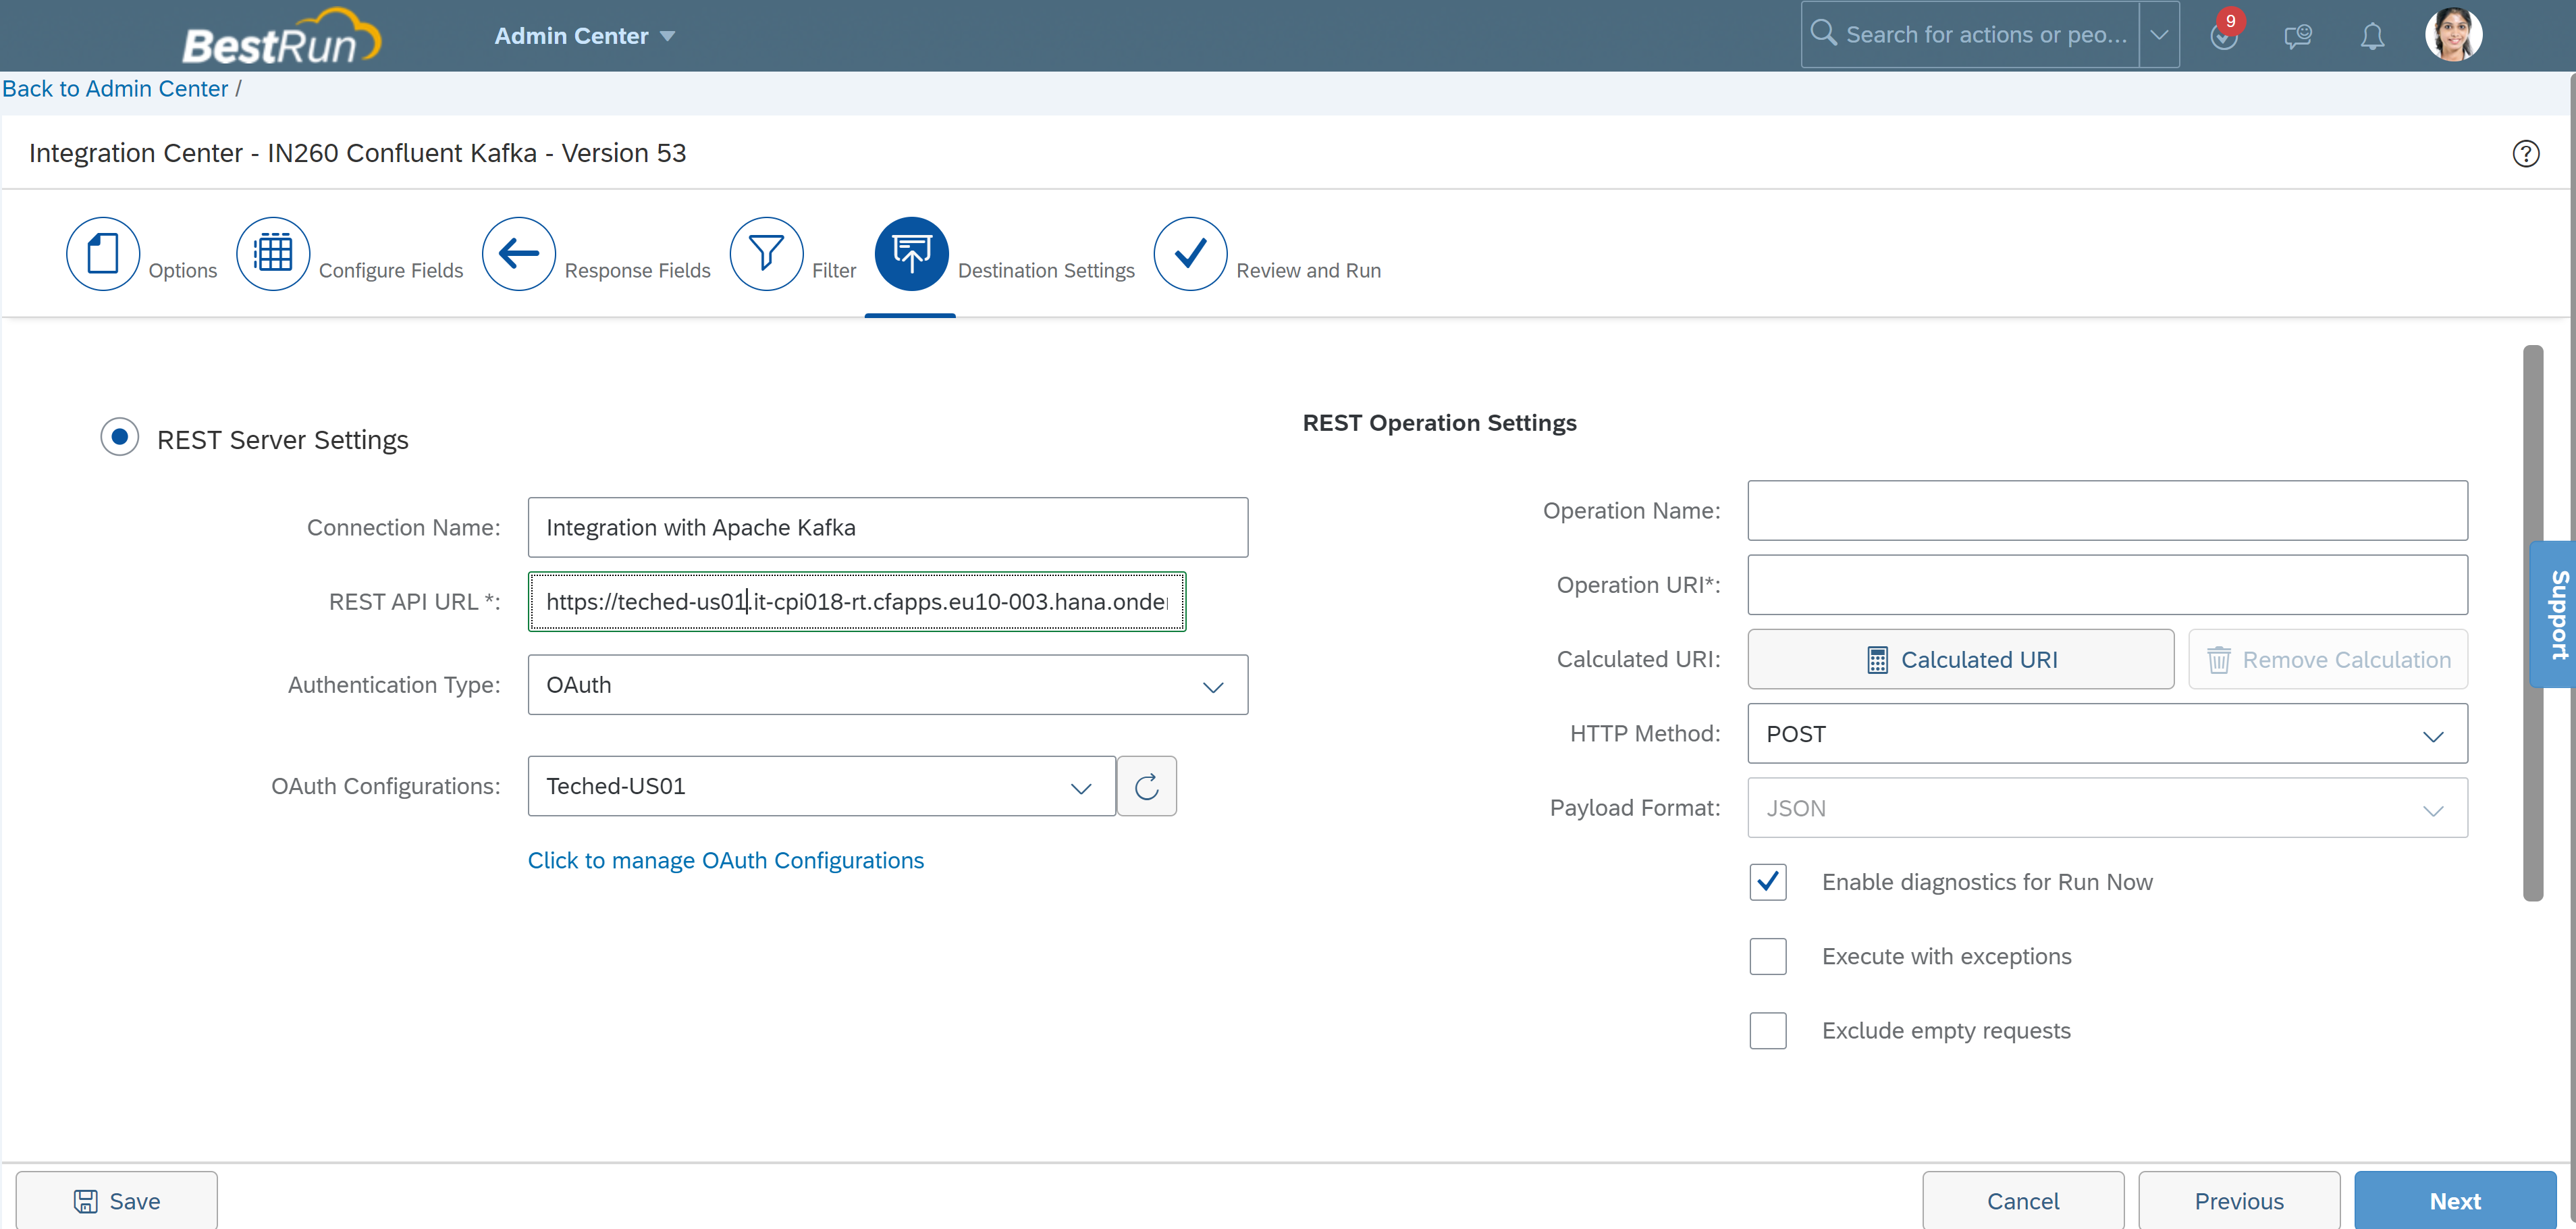 BestRun
Admin Center
Search for actions or peo...
9
Back to Admin Center /
Integration Center - IN260 Confluent Kafka - Version 53
Options
Configure Fields
Response Fields
Filter
Destination Settings
Review and Run
REST Server Settings
Connection Name: Integration with Apache Kafka
REST API URL *: https://teched-us01.it-cpi018-rt.cfapps.eu10-003.hana.onde
Authentication Type: OAuth
OAuth Configurations: Teched-US01
Click to manage OAuth Configurations
REST Operation Settings
Operation Name:
Operation URI*:
Calculated URI: Calculated URI Remove Calculation
HTTP Method: POST
Payload Format: JSON
Enable diagnostics for Run Now
Execute with exceptions
Exclude empty requests
Support
Save
Cancel
Previous
Next